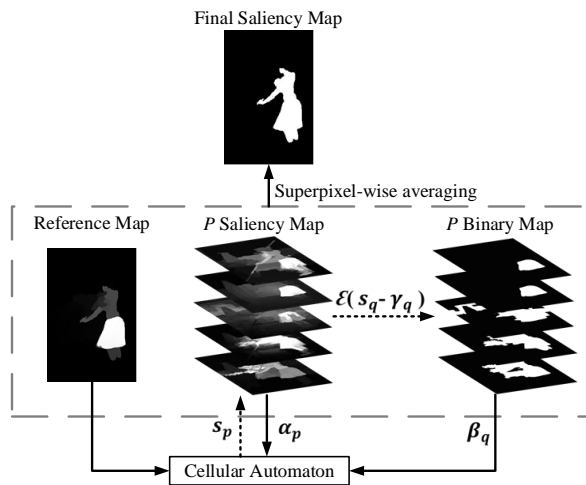 Final Saliency Map
Superpixel-wise averaging
Reference Map
P Saliency Map
P Binary Map
ℰ( s_q- γ_q )
s_p
α_p
β_q
Cellular Automaton